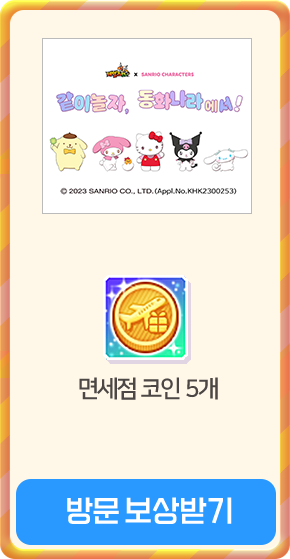 X SANRIO CHARACTERS
같이놀자, 동화나라에서!
© 2023 SANRIO CO., LTD. (Appl.No.KHK2300253)
면세점 코인 5개
방문 보상받기